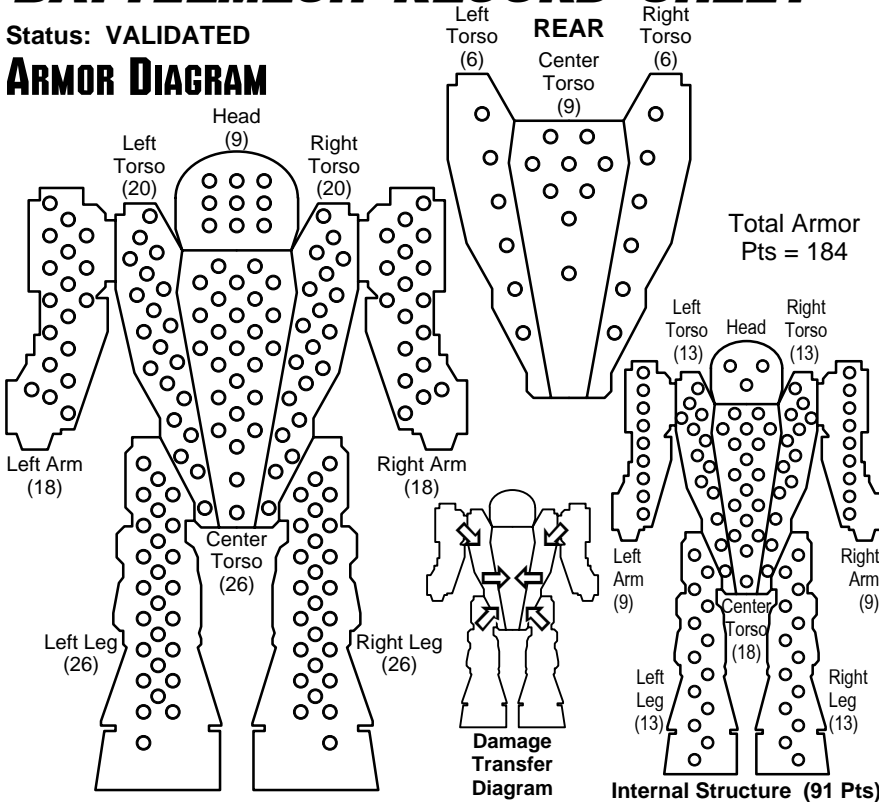 BATTLEMECH RECORD SHEET
Status: VALIDATED
ARMOR DIAGRAM
Head
(9)
Left
Torso
(20)
Right
Torso
(20)
Left Arm
(18)
Right Arm
(18)
Center
Torso
(26)
Left Leg
(26)
Right Leg
(26)
REAR
Left
Torso
(6)
Center
Torso
(9)
Right
Torso
(6)
Total Armor
Pts = 184
Damage
Transfer
Diagram
Left
Torso
(13)
Head
Right
Torso
(13)
Left
Arm
(9)
Right
Arm
(9)
Center
Torso
(18)
Left
Leg
(13)
Right
Leg
(13)
Internal Structure (91 Pts)